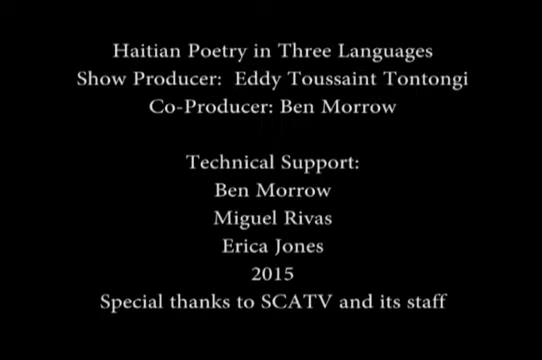 Haitian Poetry in Three Languages
Show Producer:  Eddy Toussaint Tontongi
Co-Producer: Ben Morrow
Technical Support:
Ben Morrow
Miguel Rivas
Erica Jones
2015
Special thanks to SCATV and its staff